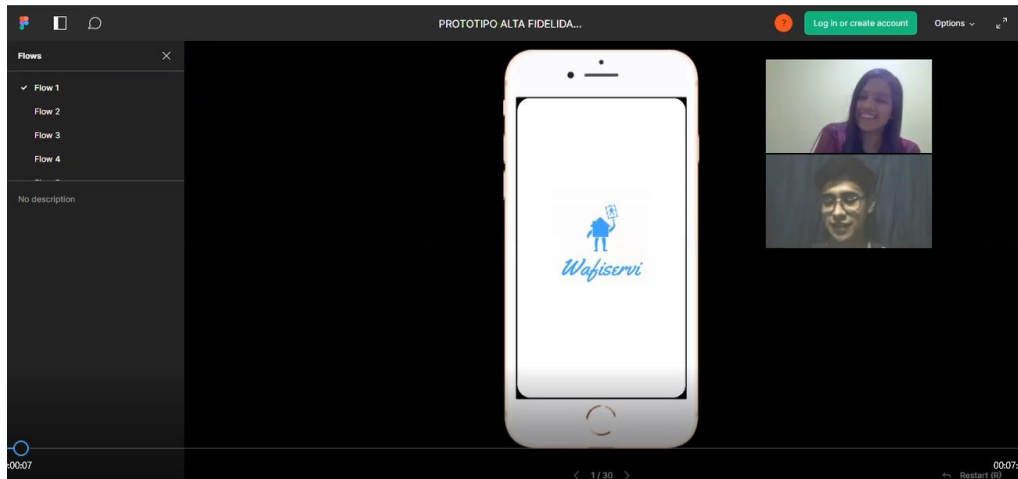 PROTOTIPO ALTA FIDELIDA...
?
Log in or create account
Options
Flows
Flow 1
Flow 2
Flow 3
Flow 4
No description
Wafiservi
:00:07
00:07:
1/30
Restart (R)